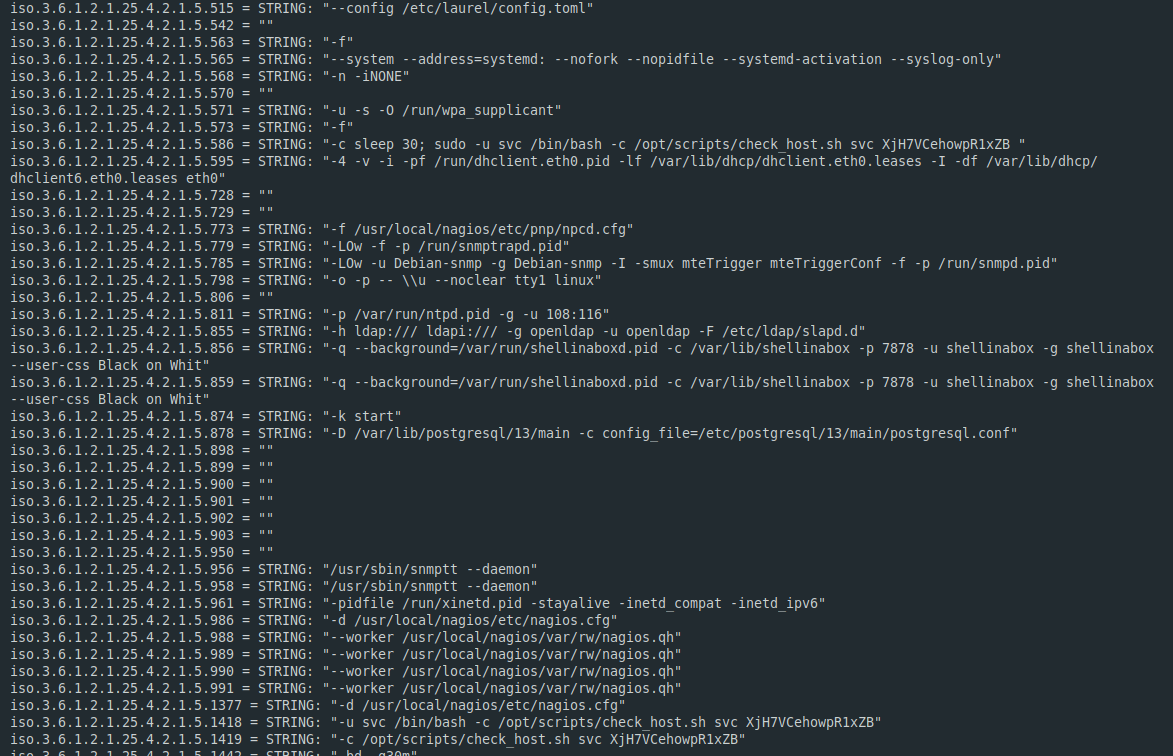 iso.3.6.1.2.1.25.4.2.1.5.515 = STRING: "--config /etc/laurel/config.toml"
iso.3.6.1.2.1.25.4.2.1.5.542 = ""
iso.3.6.1.2.1.25.4.2.1.5.563 = STRING: "-f"
iso.3.6.1.2.1.25.4.2.1.5.565 = STRING: "--system --address=systemd: --nofork --nopidfile --systemd-activation --syslog-only"
iso.3.6.1.2.1.25.4.2.1.5.568 = STRING: "-n -iNONE"
iso.3.6.1.2.1.25.4.2.1.5.570 = ""
iso.3.6.1.2.1.25.4.2.1.5.571 = STRING: "-u -s -O /run/wpa_supplicant"
iso.3.6.1.2.1.25.4.2.1.5.573 = STRING: "-f"
iso.3.6.1.2.1.25.4.2.1.5.586 = STRING: "-c sleep 30; sudo -u svc /bin/bash -c /opt/scripts/check_host.sh svc XjH7VCehowpR1xZB "
iso.3.6.1.2.1.25.4.2.1.5.595 = STRING: "-4 -v -i -pf /run/dhclient.eth0.pid -lf /var/lib/dhcp/dhclient.eth0.leases -I -df /var/lib/dhcp/
dhclient6.eth0.leases eth0"
iso.3.6.1.2.1.25.4.2.1.5.728 = ""
iso.3.6.1.2.1.25.4.2.1.5.729 = ""
iso.3.6.1.2.1.25.4.2.1.5.773 = STRING: "-f /usr/local/nagios/etc/pnp/npcd.cfg"
iso.3.6.1.2.1.25.4.2.1.5.779 = STRING: "-LOw -f -p /run/snmptrapd.pid"
iso.3.6.1.2.1.25.4.2.1.5.785 = STRING: "-LOw -u Debian-snmp -g Debian-snmp -I -smux mteTrigger mteTriggerConf -f -p /run/snmpd.pid"
iso.3.6.1.2.1.25.4.2.1.5.798 = STRING: "-o -p -- \\u --noclear tty1 linux"
iso.3.6.1.2.1.25.4.2.1.5.806 = ""
iso.3.6.1.2.1.25.4.2.1.5.811 = STRING: "-p /var/run/ntpd.pid -g -u 108:116"
iso.3.6.1.2.1.25.4.2.1.5.855 = STRING: "-h ldap:/// ldapi:/// -g openldap -u openldap -F /etc/ldap/slapd.d"
iso.3.6.1.2.1.25.4.2.1.5.856 = STRING: "-q --background=/var/run/shellinaboxd.pid -c /var/lib/shellinabox -p 7878 -u shellinabox -g shellinabox
--user-css Black on Whit"
iso.3.6.1.2.1.25.4.2.1.5.859 = STRING: "-q --background=/var/run/shellinaboxd.pid -c /var/lib/shellinabox -p 7878 -u shellinabox -g shellinabox
--user-css Black on Whit"
iso.3.6.1.2.1.25.4.2.1.5.874 = STRING: "-k start"
iso.3.6.1.2.1.25.4.2.1.5.878 = STRING: "-D /var/lib/postgresql/13/main -c config_file=/etc/postgresql/13/main/postgresql.conf"
iso.3.6.1.2.1.25.4.2.1.5.898 = ""
iso.3.6.1.2.1.25.4.2.1.5.899 = ""
iso.3.6.1.2.1.25.4.2.1.5.900 = ""
iso.3.6.1.2.1.25.4.2.1.5.901 = ""
iso.3.6.1.2.1.25.4.2.1.5.902 = ""
iso.3.6.1.2.1.25.4.2.1.5.903 = ""
iso.3.6.1.2.1.25.4.2.1.5.950 = ""
iso.3.6.1.2.1.25.4.2.1.5.956 = STRING: "/usr/sbin/snmptt --daemon"
iso.3.6.1.2.1.25.4.2.1.5.958 = STRING: "/usr/sbin/snmptt --daemon"
iso.3.6.1.2.1.25.4.2.1.5.961 = STRING: "-pidfile /run/xinetd.pid -stayalive -inetd_compat -inetd_ipv6"
iso.3.6.1.2.1.25.4.2.1.5.986 = STRING: "-d /usr/local/nagios/etc/nagios.cfg"
iso.3.6.1.2.1.25.4.2.1.5.988 = STRING: "--worker /usr/local/nagios/var/rw/nagios.qh"
iso.3.6.1.2.1.25.4.2.1.5.989 = STRING: "--worker /usr/local/nagios/var/rw/nagios.qh"
iso.3.6.1.2.1.25.4.2.1.5.990 = STRING: "--worker /usr/local/nagios/var/rw/nagios.qh"
iso.3.6.1.2.1.25.4.2.1.5.991 = STRING: "--worker /usr/local/nagios/var/rw/nagios.qh"
iso.3.6.1.2.1.25.4.2.1.5.1377 = STRING: "-d /usr/local/nagios/etc/nagios.cfg"
iso.3.6.1.2.1.25.4.2.1.5.1418 = STRING: "-u svc /bin/bash -c /opt/scripts/check_host.sh svc XjH7VCehowpR1xZB"
iso.3.6.1.2.1.25.4.2.1.5.1419 = STRING: "-c /opt/scripts/check_host.sh svc XjH7VCehowpR1xZB"
iso.3.6.1.2.1.25.4.2.1.5.1442 = STRING: "-bd -q30m"